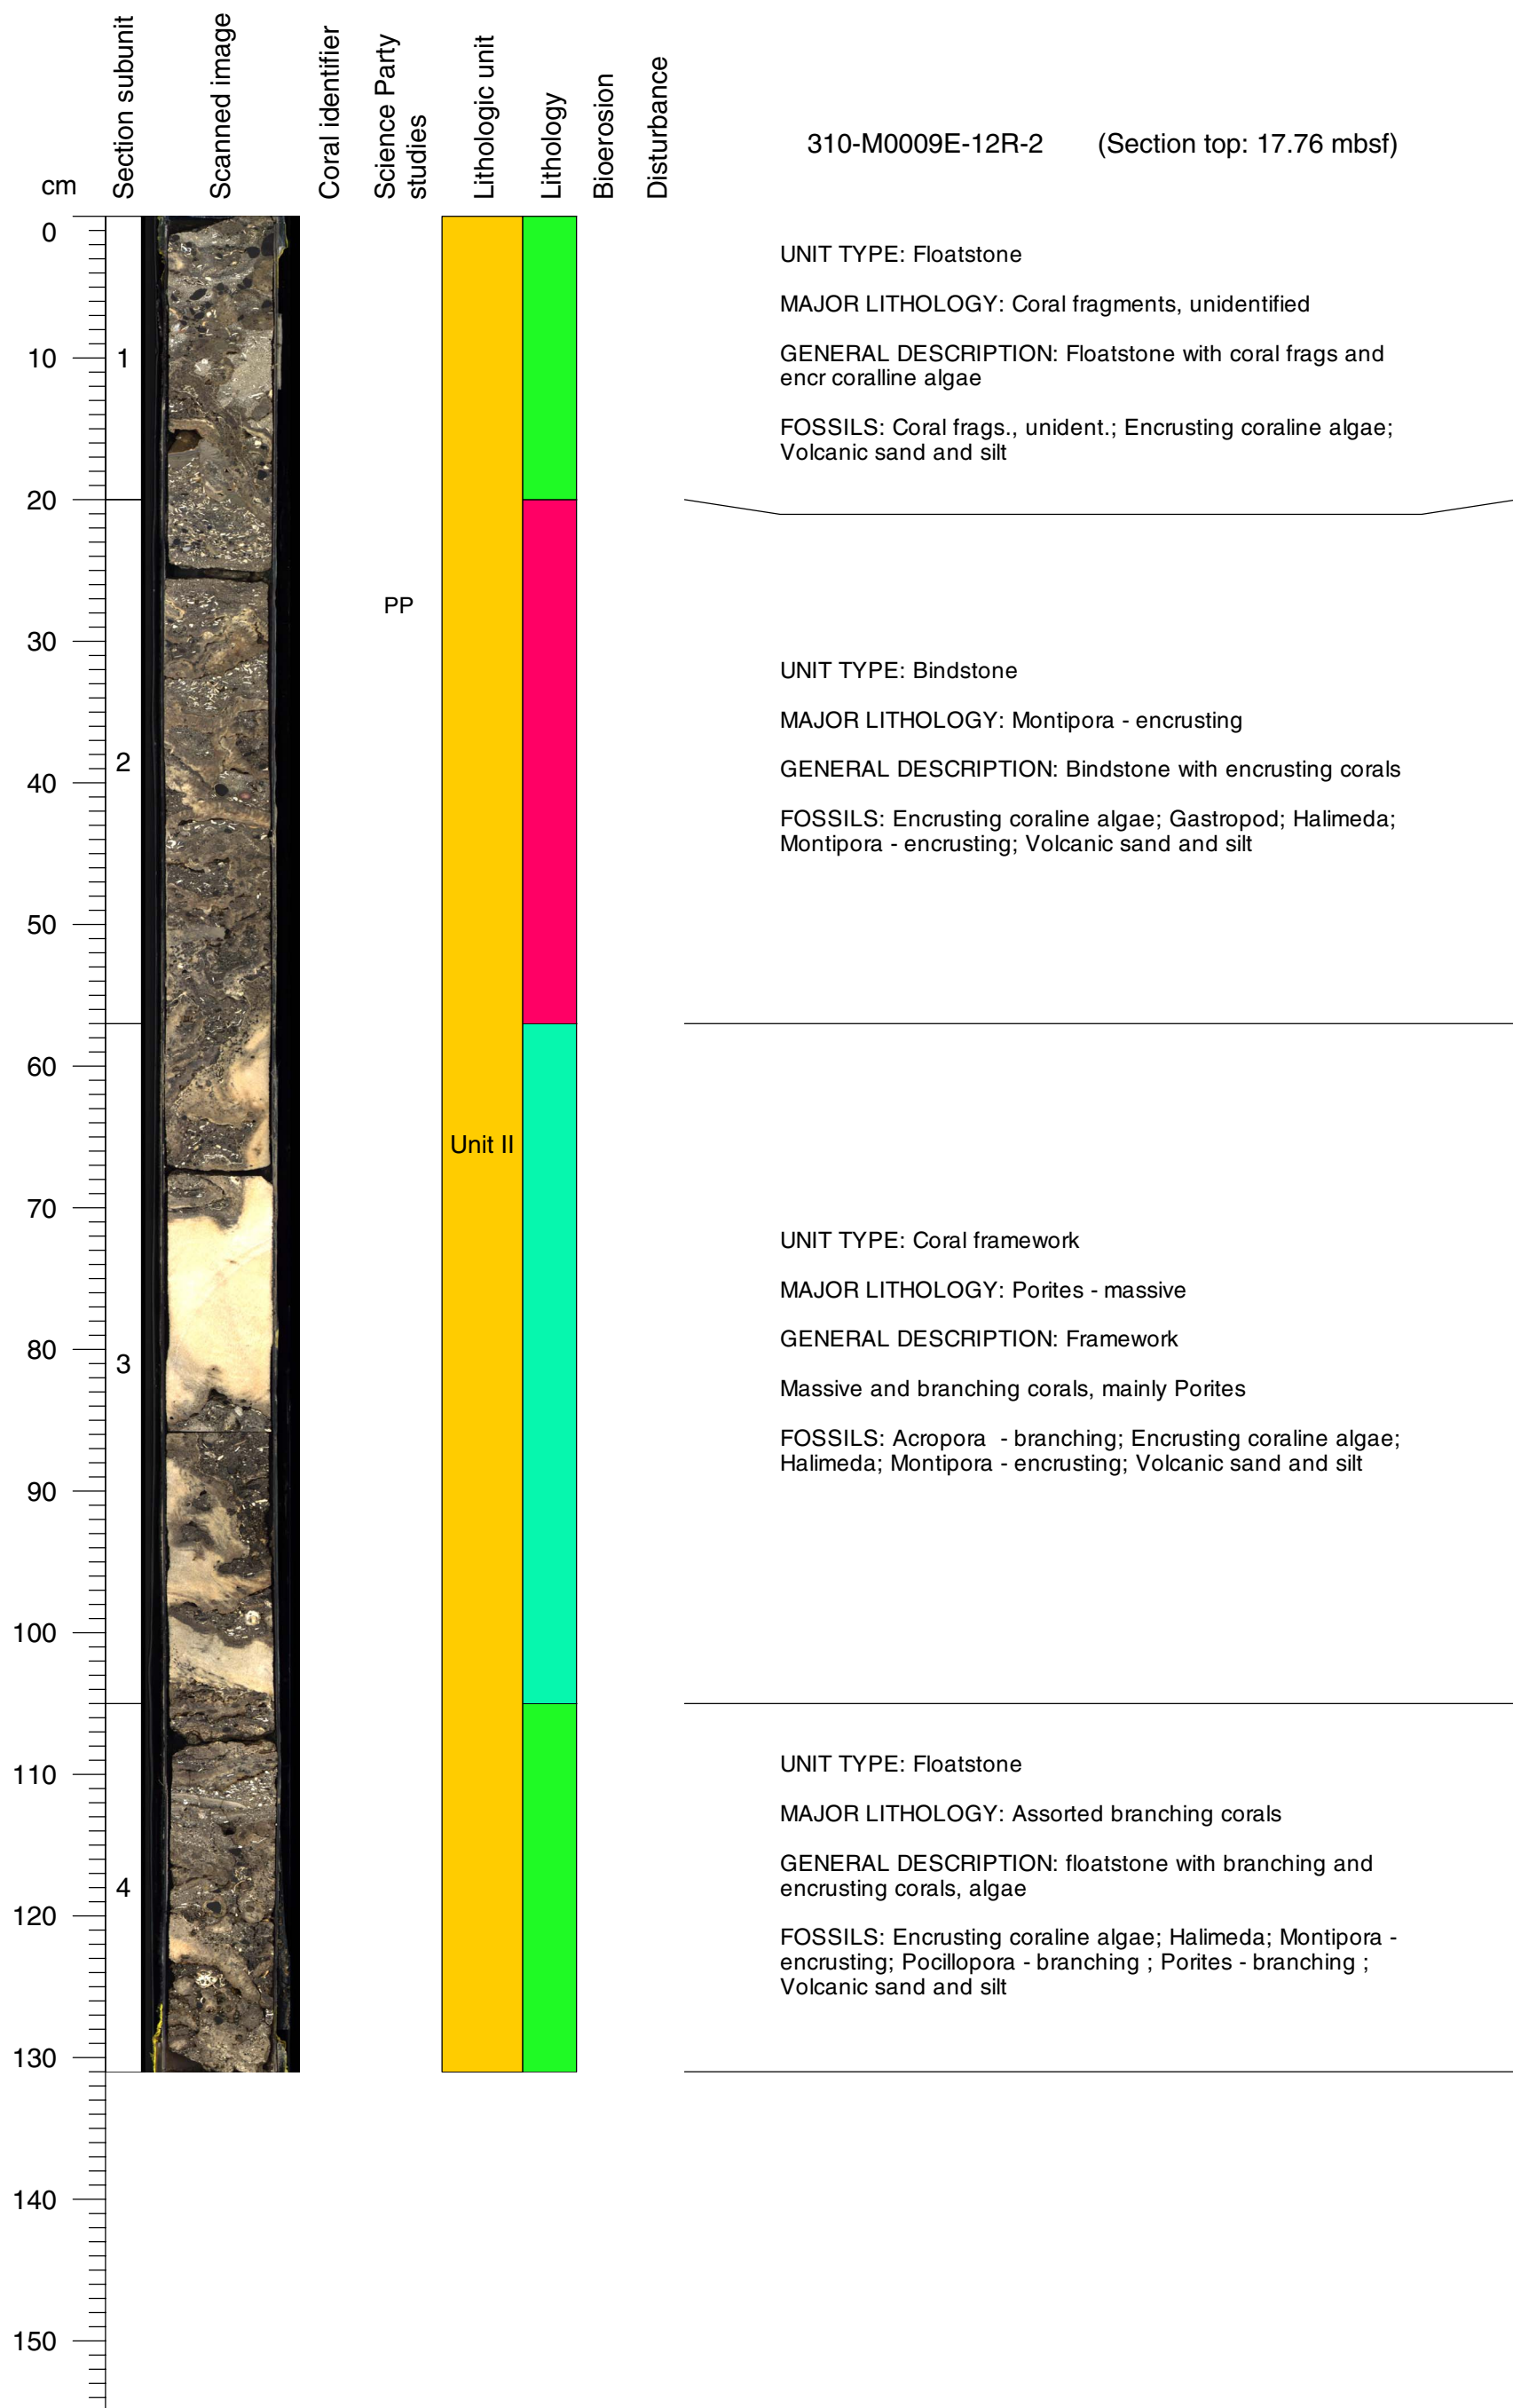 Section subunit
Scanned image
Coral identifier
Science Party
studies
Lithologic unit
Lithology
Bioerosion
Disturbance
310-M0009E-12R-2 (Section top: 17.76 mbsf)
cm
0
UNIT TYPE: Floatstone
MAJOR LITHOLOGY: Coral fragments, unidentified
10
1
GENERAL DESCRIPTION: Floatstone with coral frags and
encr coralline algae
FOSSILS: Coral frags., unident.; Encrusting coraline algae;
Volcanic sand and silt
20
PP
30
UNIT TYPE: Bindstone
MAJOR LITHOLOGY: Montipora - encrusting
2
GENERAL DESCRIPTION: Bindstone with encrusting corals
40
FOSSILS: Encrusting coraline algae; Gastropod; Halimeda;
Montipora - encrusting; Volcanic sand and silt
50
60
Unit II
70
UNIT TYPE: Coral framework
MAJOR LITHOLOGY: Porites - massive
80
GENERAL DESCRIPTION: Framework
3
Massive and branching corals, mainly Porites
FOSSILS: Acropora - branching; Encrusting coraline algae;
Halimeda; Montipora - encrusting; Volcanic sand and silt
90
100
UNIT TYPE: Floatstone
110
MAJOR LITHOLOGY: Assorted branching corals
GENERAL DESCRIPTION: floatstone with branching and
encrusting corals, algae
4
120
FOSSILS: Encrusting coraline algae; Halimeda; Montipora -
encrusting; Pocillopora - branching ; Porites - branching ;
Volcanic sand and silt
130
140
150